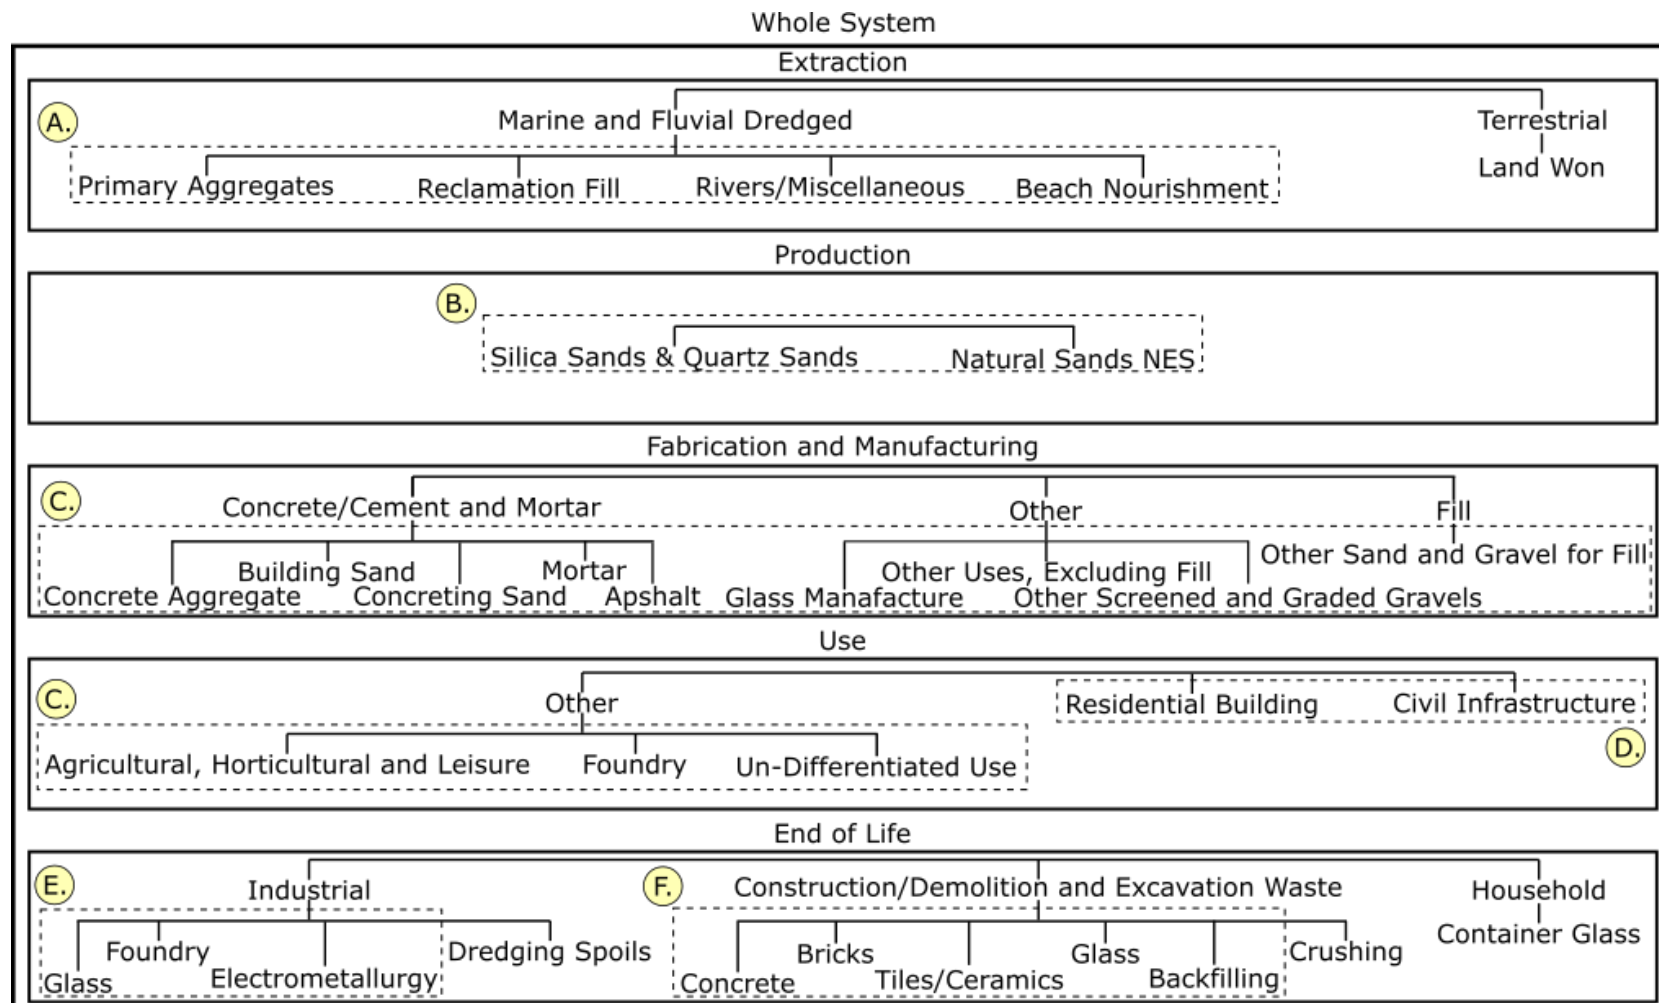 Whole System
Extraction
A.
Marine and Fluvial Dredged
Terrestrial
Primary Aggregates
Reclamation Fill
Rivers/Miscellaneous
Beach Nourishment
Land Won
Production
B.
Silica Sands & Quartz Sands
Natural Sands NES
Fabrication and Manufacturing
C.
Concrete/Cement and Mortar
Other
Fill
Concrete Aggregate
Building Sand
Concreting Sand
Mortar
Apshalt
Glass Manafacture
Other Uses, Excluding Fill
Other Screened and Graded Gravels
Other Sand and Gravel for Fill
Use
C.
Other
Residential Building
Civil Infrastructure
D.
Agricultural, Horticultural and Leisure
Foundry
Un-Differentiated Use
End of Life
E.
Industrial
F.
Construction/Demolition and Excavation Waste
Household
Glass
Foundry
Electrometallurgy
Dredging Spoils
Concrete
Bricks
Tiles/Ceramics
Glass
Backfilling
Crushing
Container Glass